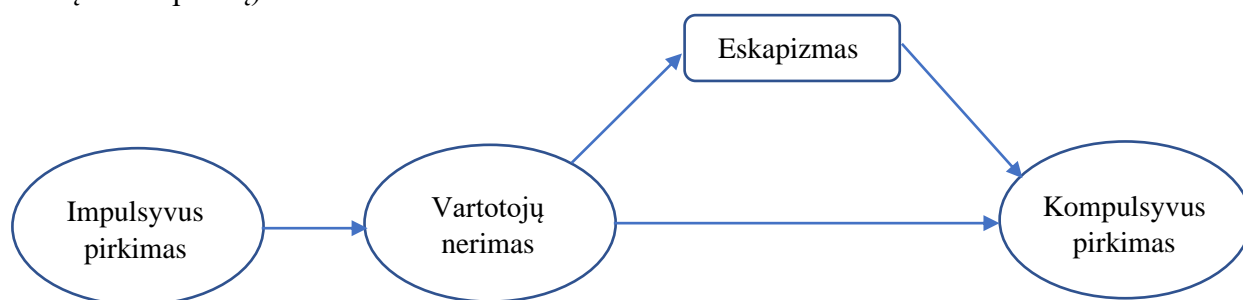 Eskapizmas
Impulsyvus
pirkimas
Vartotojų
nerimas
Kompulsyvus
pirkimas